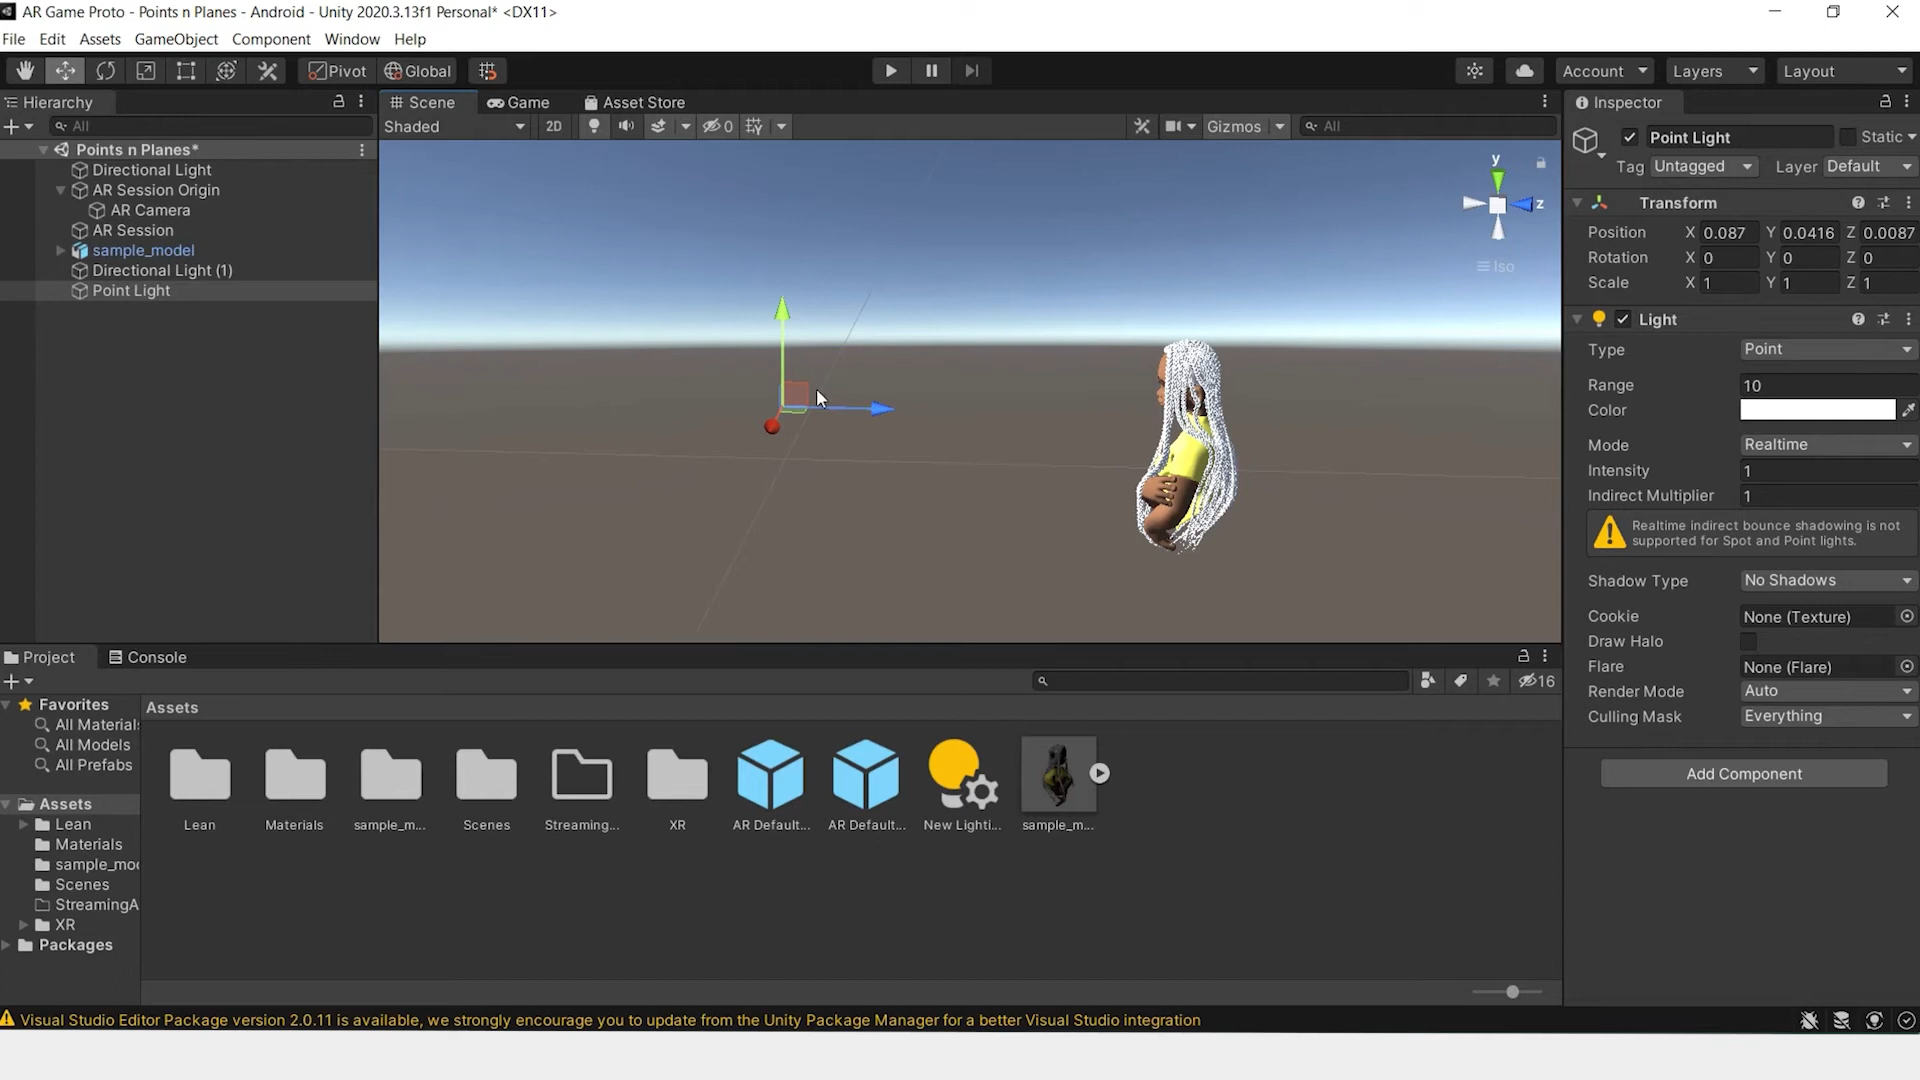 AR Game Proto - Points n Planes - Android - Unity 2020.3.13f1 Personal* <DX11>
File Edit Assets GameObject Component Window Help
Pivot Global Account Layers Layout
Hierarchy
All
Points n Planes*
Directional Light
AR Session Origin
AR Camera
AR Session
sample_model
Directional Light (1)
Point Light
Scene Game Asset Store
Shaded 2D 0 Gizmos All
y
z
Iso
Inspector
Point Light Static
Tag Untagged Layer Default
Transform
Position X 0.087 Y 0.0416 Z 0.0087
Rotation X 0 Y 0 Z 0
Scale X 1 Y 1 Z 1
Light
Type Point
Range 10
Color
Mode Realtime
Intensity 1
Indirect Multiplier 1
Realtime indirect bounce shadowing is not
supported for Spot and Point lights.
Shadow Type No Shadows
Cookie None (Texture)
Draw Halo
Flare None (Flare)
Render Mode Auto
Culling Mask Everything
Add Component
Project Console
16
Favorites
All Materials
All Models
All Prefabs
Assets
Lean
Materials
sample_mod
Scenes
StreamingA
XR
Packages
Assets
Lean Materials sample_m... Scenes Streaming... XR AR Default... AR Default... New Lighti... sample_m...
Visual Studio Editor Package version 2.0.11 is available, we strongly encourage you to update from the Unity Package Manager for a better Visual Studio integration